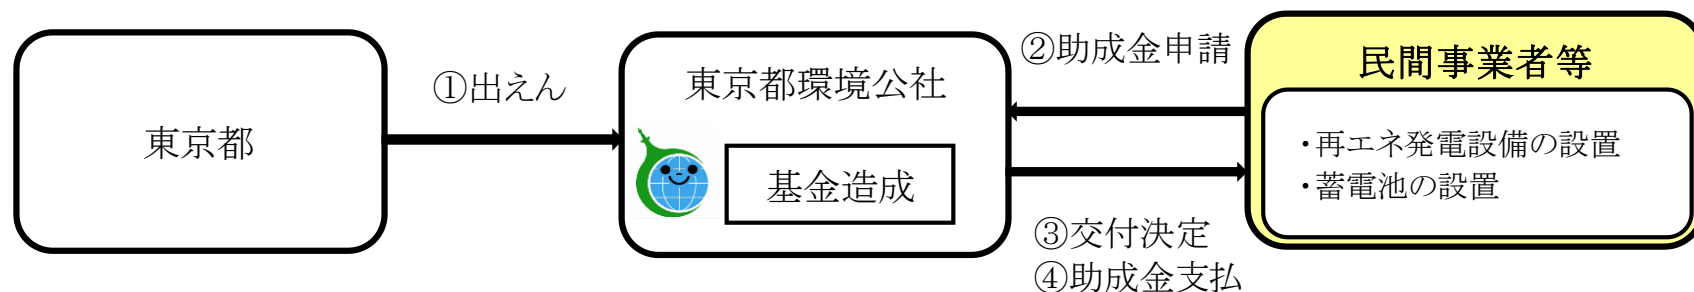 東京都
①出えん
東京都環境公社
基金造成
②助成金申請
③交付決定
④助成金支払
民間事業者等
・再エネ発電設備の設置
・蓄電池の設置